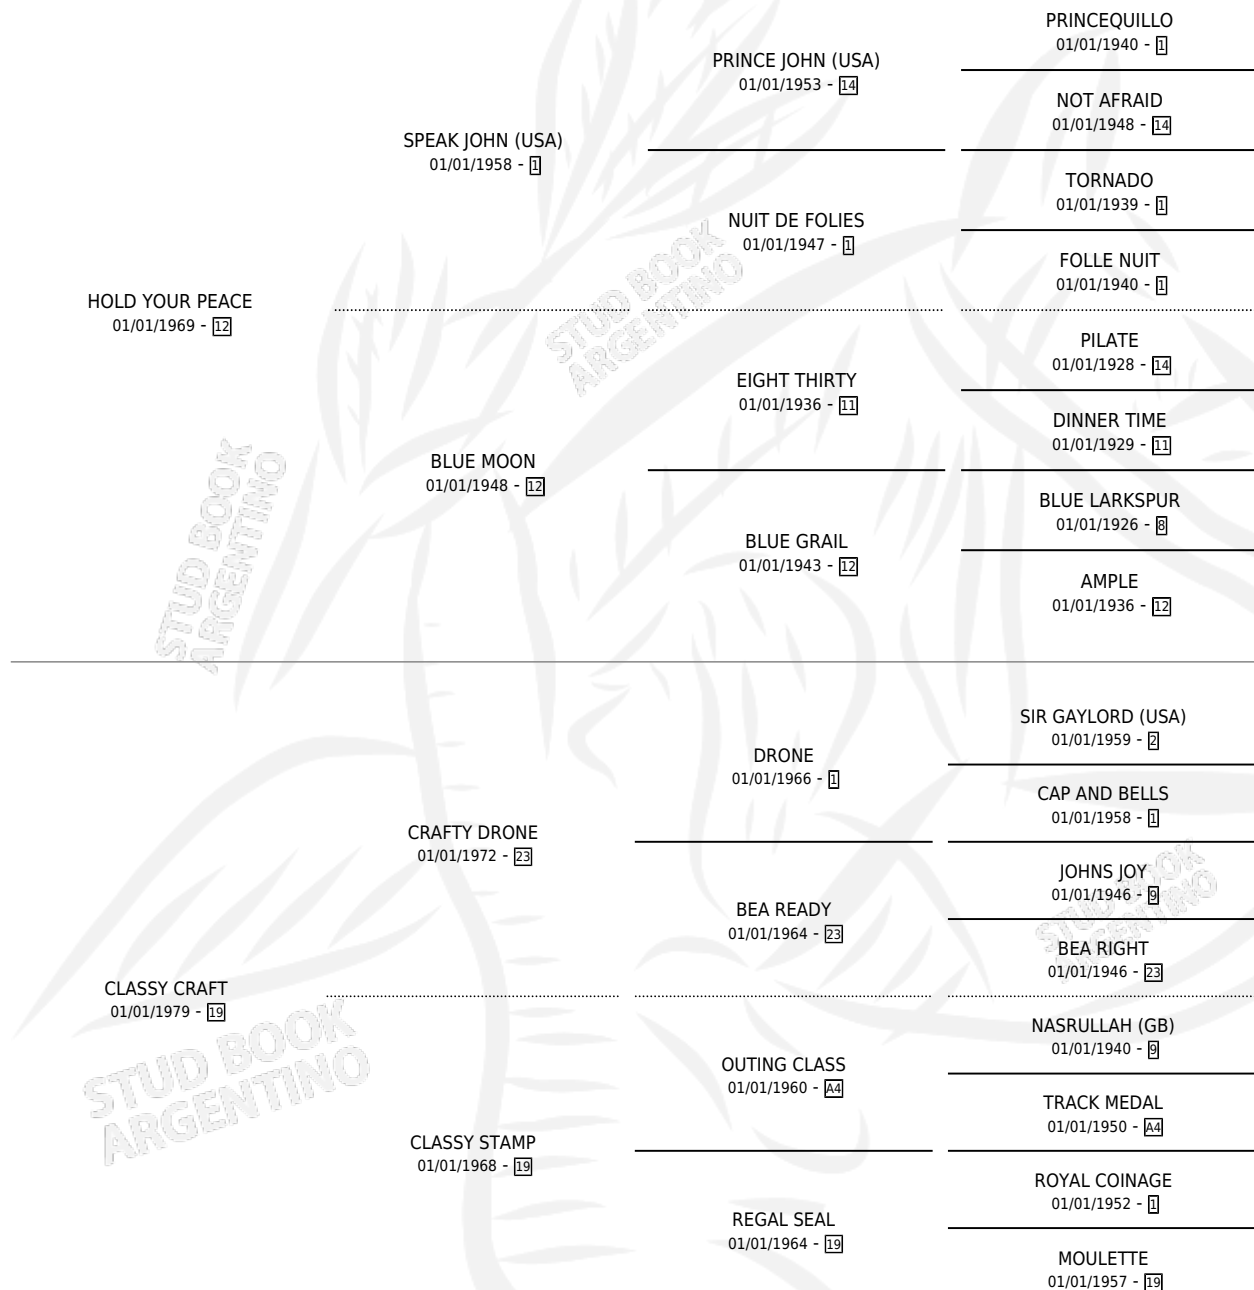 PRINCEQUILLO
01/01/1940 - 1
PRINCE JOHN (USA)
01/01/1953 - 14
NOT AFRAID
01/01/1948 - 14
SPEAK JOHN (USA)
01/01/1958 - 1
TORNADO
01/01/1939 - 1
NUIT DE FOLIES
01/01/1947 - 1
FOLLE NUIT
01/01/1940 - 1
HOLD YOUR PEACE
01/01/1969 - 12
PILATE
01/01/1928 - 14
EIGHT THIRTY
01/01/1936 - 11
DINNER TIME
01/01/1929 - 11
BLUE MOON
01/01/1948 - 12
BLUE LARKSPUR
01/01/1926 - 8
BLUE GRAIL
01/01/1943 - 12
AMPLE
01/01/1936 - 12
SIR GAYLORD (USA)
01/01/1959 - 2
DRONE
01/01/1966 - 1
CAP AND BELLS
01/01/1958 - 1
CRAFTY DRONE
01/01/1972 - 23
JOHNS JOY
01/01/1946 - 9
BEA READY
01/01/1964 - 23
BEA RIGHT
01/01/1946 - 23
CLASSY CRAFT
01/01/1979 - 19
NASRULLAH (GB)
01/01/1940 - 9
OUTING CLASS
01/01/1960 - A4
TRACK MEDAL
01/01/1950 - A4
CLASSY STAMP
01/01/1968 - 19
ROYAL COINAGE
01/01/1952 - 1
REGAL SEAL
01/01/1964 - 19
MOULETTE
01/01/1957 - 19
STUD BOOK
ARGENTINO
STUD BOOK
ARGENTINO
STUD BOOK
ARGENTINO
STUD BOOK
ARGENTINO